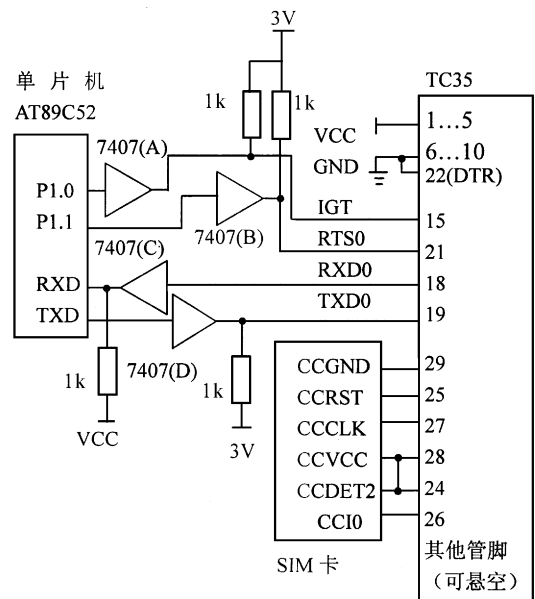 3V
单片机
AT89C52
TC35
1k
1k
VCC
1…5
7407(A)
GND
6…10
22(DTR)
P1.0
P1.1
IGT
15
7407(B)
RTS0
21
7407(C)
RXD
RXD0
18
TXD
TXD0
19
7407(D)
1k
1k
VCC
3V
CCGND
29
CCRST
25
CCCLK
27
CCVCC
28
CCDET2
24
CCI0
26
SIM 卡
其他管脚
（可悬空）